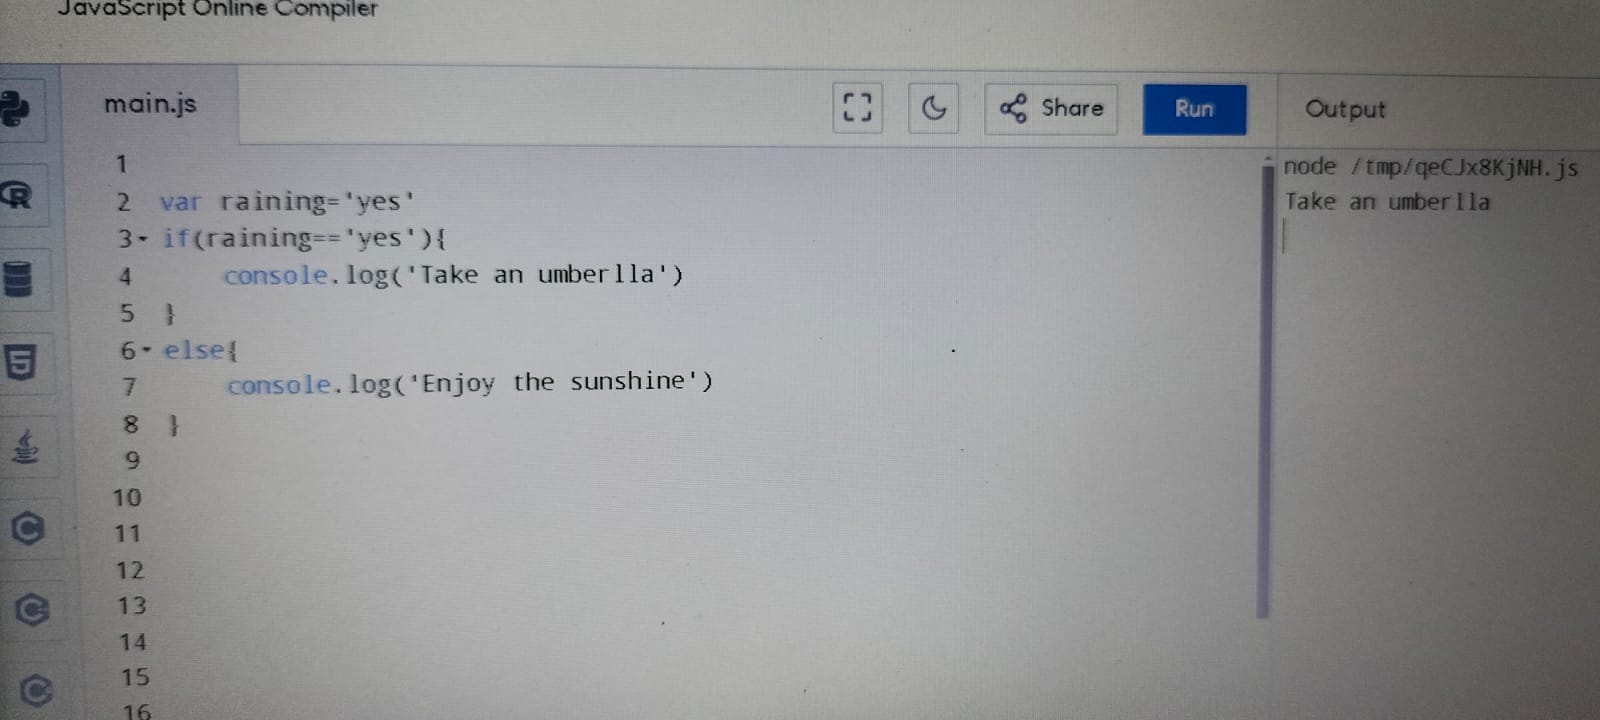 JavaScript Online Compiler
main.js
Share
Run
Output
1
2 var raining='yes'
3 if(raining=='yes'){
4 console.log('Take an umberlla')
5 }
6 else{
7 console.log('Enjoy the sunshine')
8 }
9
10
11
12
13
14
15
16
node /tmp/qeCJx8KjNH.js
Take an umberlla